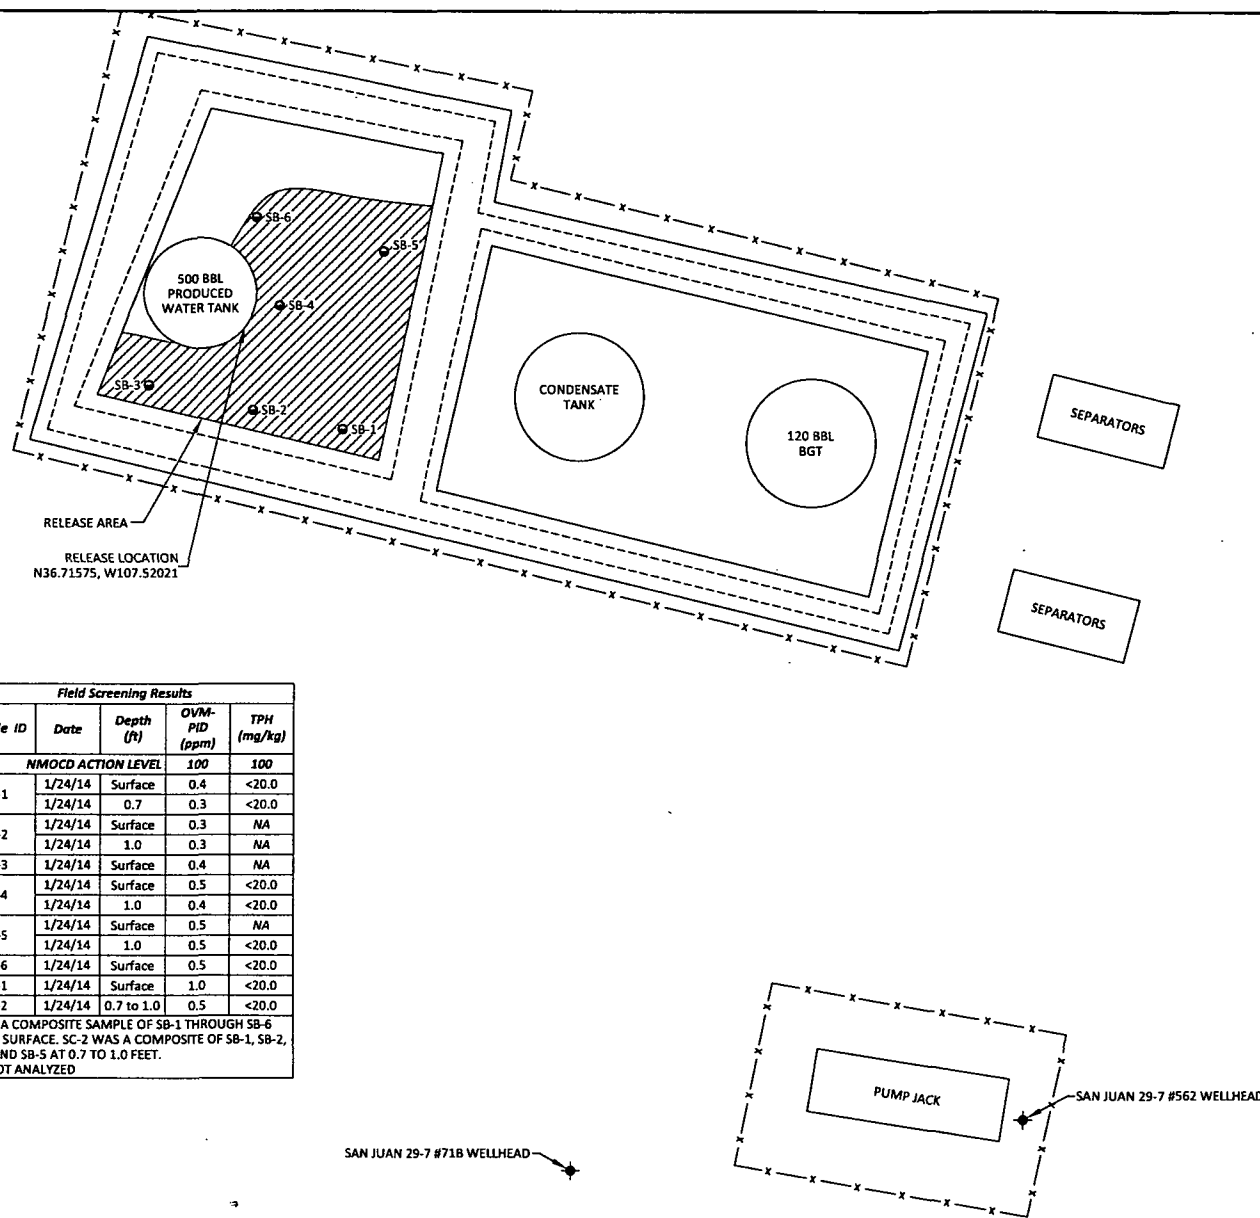 SB-6
SB-5
500 BBL
PRODUCED
WATER TANK
SB-4
SB-3
SB-2
SB-1
CONDENSATE
TANK
120 BBL
BGT
SEPARATORS
SEPARATORS
RELEASE AREA
RELEASE LOCATION
N36.71575, W107.52021
Field Screening Results
ID Date Depth (ft) OVM-PID (ppm) TPH (mg/kg)
NMOCD ACTION LEVEL 100 100
1 1/24/14 Surface 0.4 <20.0
1/24/14 0.7 0.3 <20.0
2 1/24/14 Surface 0.3 NA
1/24/14 1.0 0.3 NA
3 1/24/14 Surface 0.4 NA
4 1/24/14 Surface 0.5 <20.0
1/24/14 1.0 0.4 <20.0
5 1/24/14 Surface 0.5 NA
1/24/14 1.0 0.5 <20.0
6 1/24/14 Surface 0.5 <20.0
1 1/24/14 Surface 1.0 <20.0
2 1/24/14 0.7 to 1.0 0.5 <20.0
A COMPOSITE SAMPLE OF SB-1 THROUGH SB-6
SURFACE. SC-2 WAS A COMPOSITE OF SB-1, SB-2,
ND SB-5 AT 0.7 TO 1.0 FEET.
OT ANALYZED
PUMP JACK
SAN JUAN 29-7 #562 WELLHEAD
SAN JUAN 29-7 #71B WELLHEAD